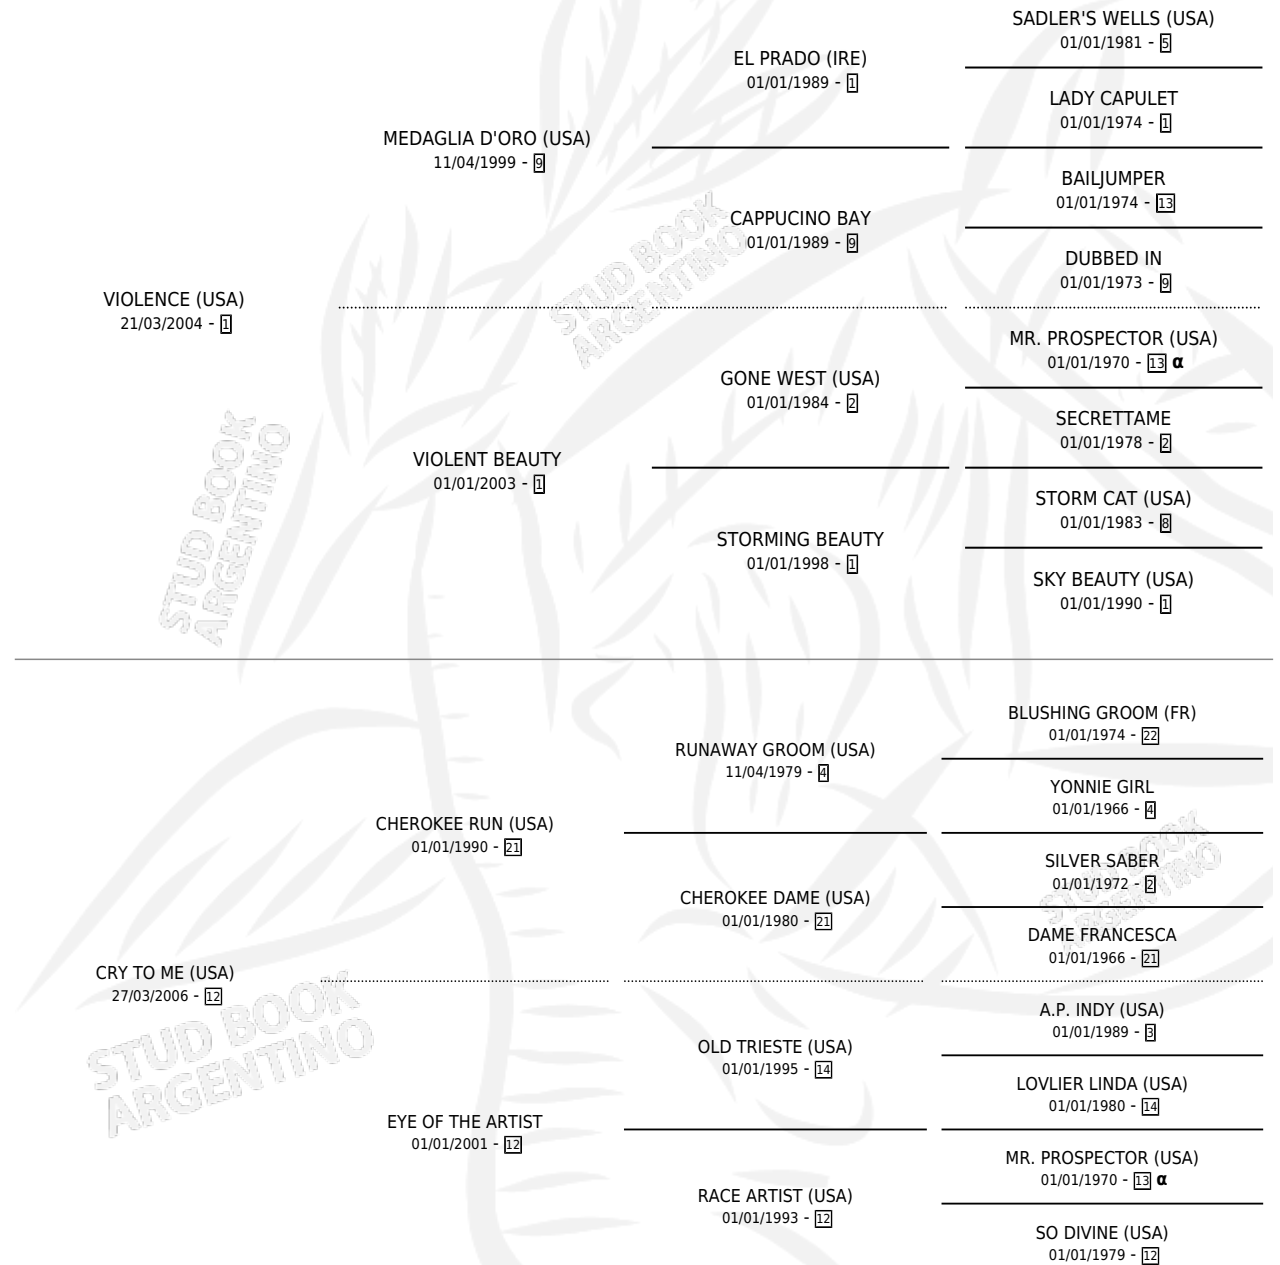 VIOLENCE (USA)
21/03/2004 - 1
MEDAGLIA D'ORO (USA)
11/04/1999 - 9
EL PRADO (IRE)
01/01/1989 - 1
SADLER'S WELLS (USA)
01/01/1981 - 5
LADY CAPULET
01/01/1974 - 1
CAPPUCINO BAY
01/01/1989 - 9
BAILJUMPER
01/01/1974 - 13
DUBBED IN
01/01/1973 - 9
VIOLENT BEAUTY
01/01/2003 - 1
GONE WEST (USA)
01/01/1984 - 2
MR. PROSPECTOR (USA)
01/01/1970 - 13 α
SECRETTAME
01/01/1978 - 2
STORMING BEAUTY
01/01/1998 - 1
STORM CAT (USA)
01/01/1983 - 8
SKY BEAUTY (USA)
01/01/1990 - 1
CRY TO ME (USA)
27/03/2006 - 12
CHEROKEE RUN (USA)
01/01/1990 - 21
RUNAWAY GROOM (USA)
11/04/1979 - 4
BLUSHING GROOM (FR)
01/01/1974 - 22
YONNIE GIRL
01/01/1966 - 4
CHEROKEE DAME (USA)
01/01/1980 - 21
SILVER SABER
01/01/1972 - 2
DAME FRANCESCA
01/01/1966 - 21
EYE OF THE ARTIST
01/01/2001 - 12
OLD TRIESTE (USA)
01/01/1995 - 14
A.P. INDY (USA)
01/01/1989 - 3
LOVLIER LINDA (USA)
01/01/1980 - 14
RACE ARTIST (USA)
01/01/1993 - 12
MR. PROSPECTOR (USA)
01/01/1970 - 13 α
SO DIVINE (USA)
01/01/1979 - 12
STUD BOOK
ARGENTINO
STUD BOOK
ARGENTINO
STUD BOOK
ARGENTINO
STUD BOOK
ARGENTINO